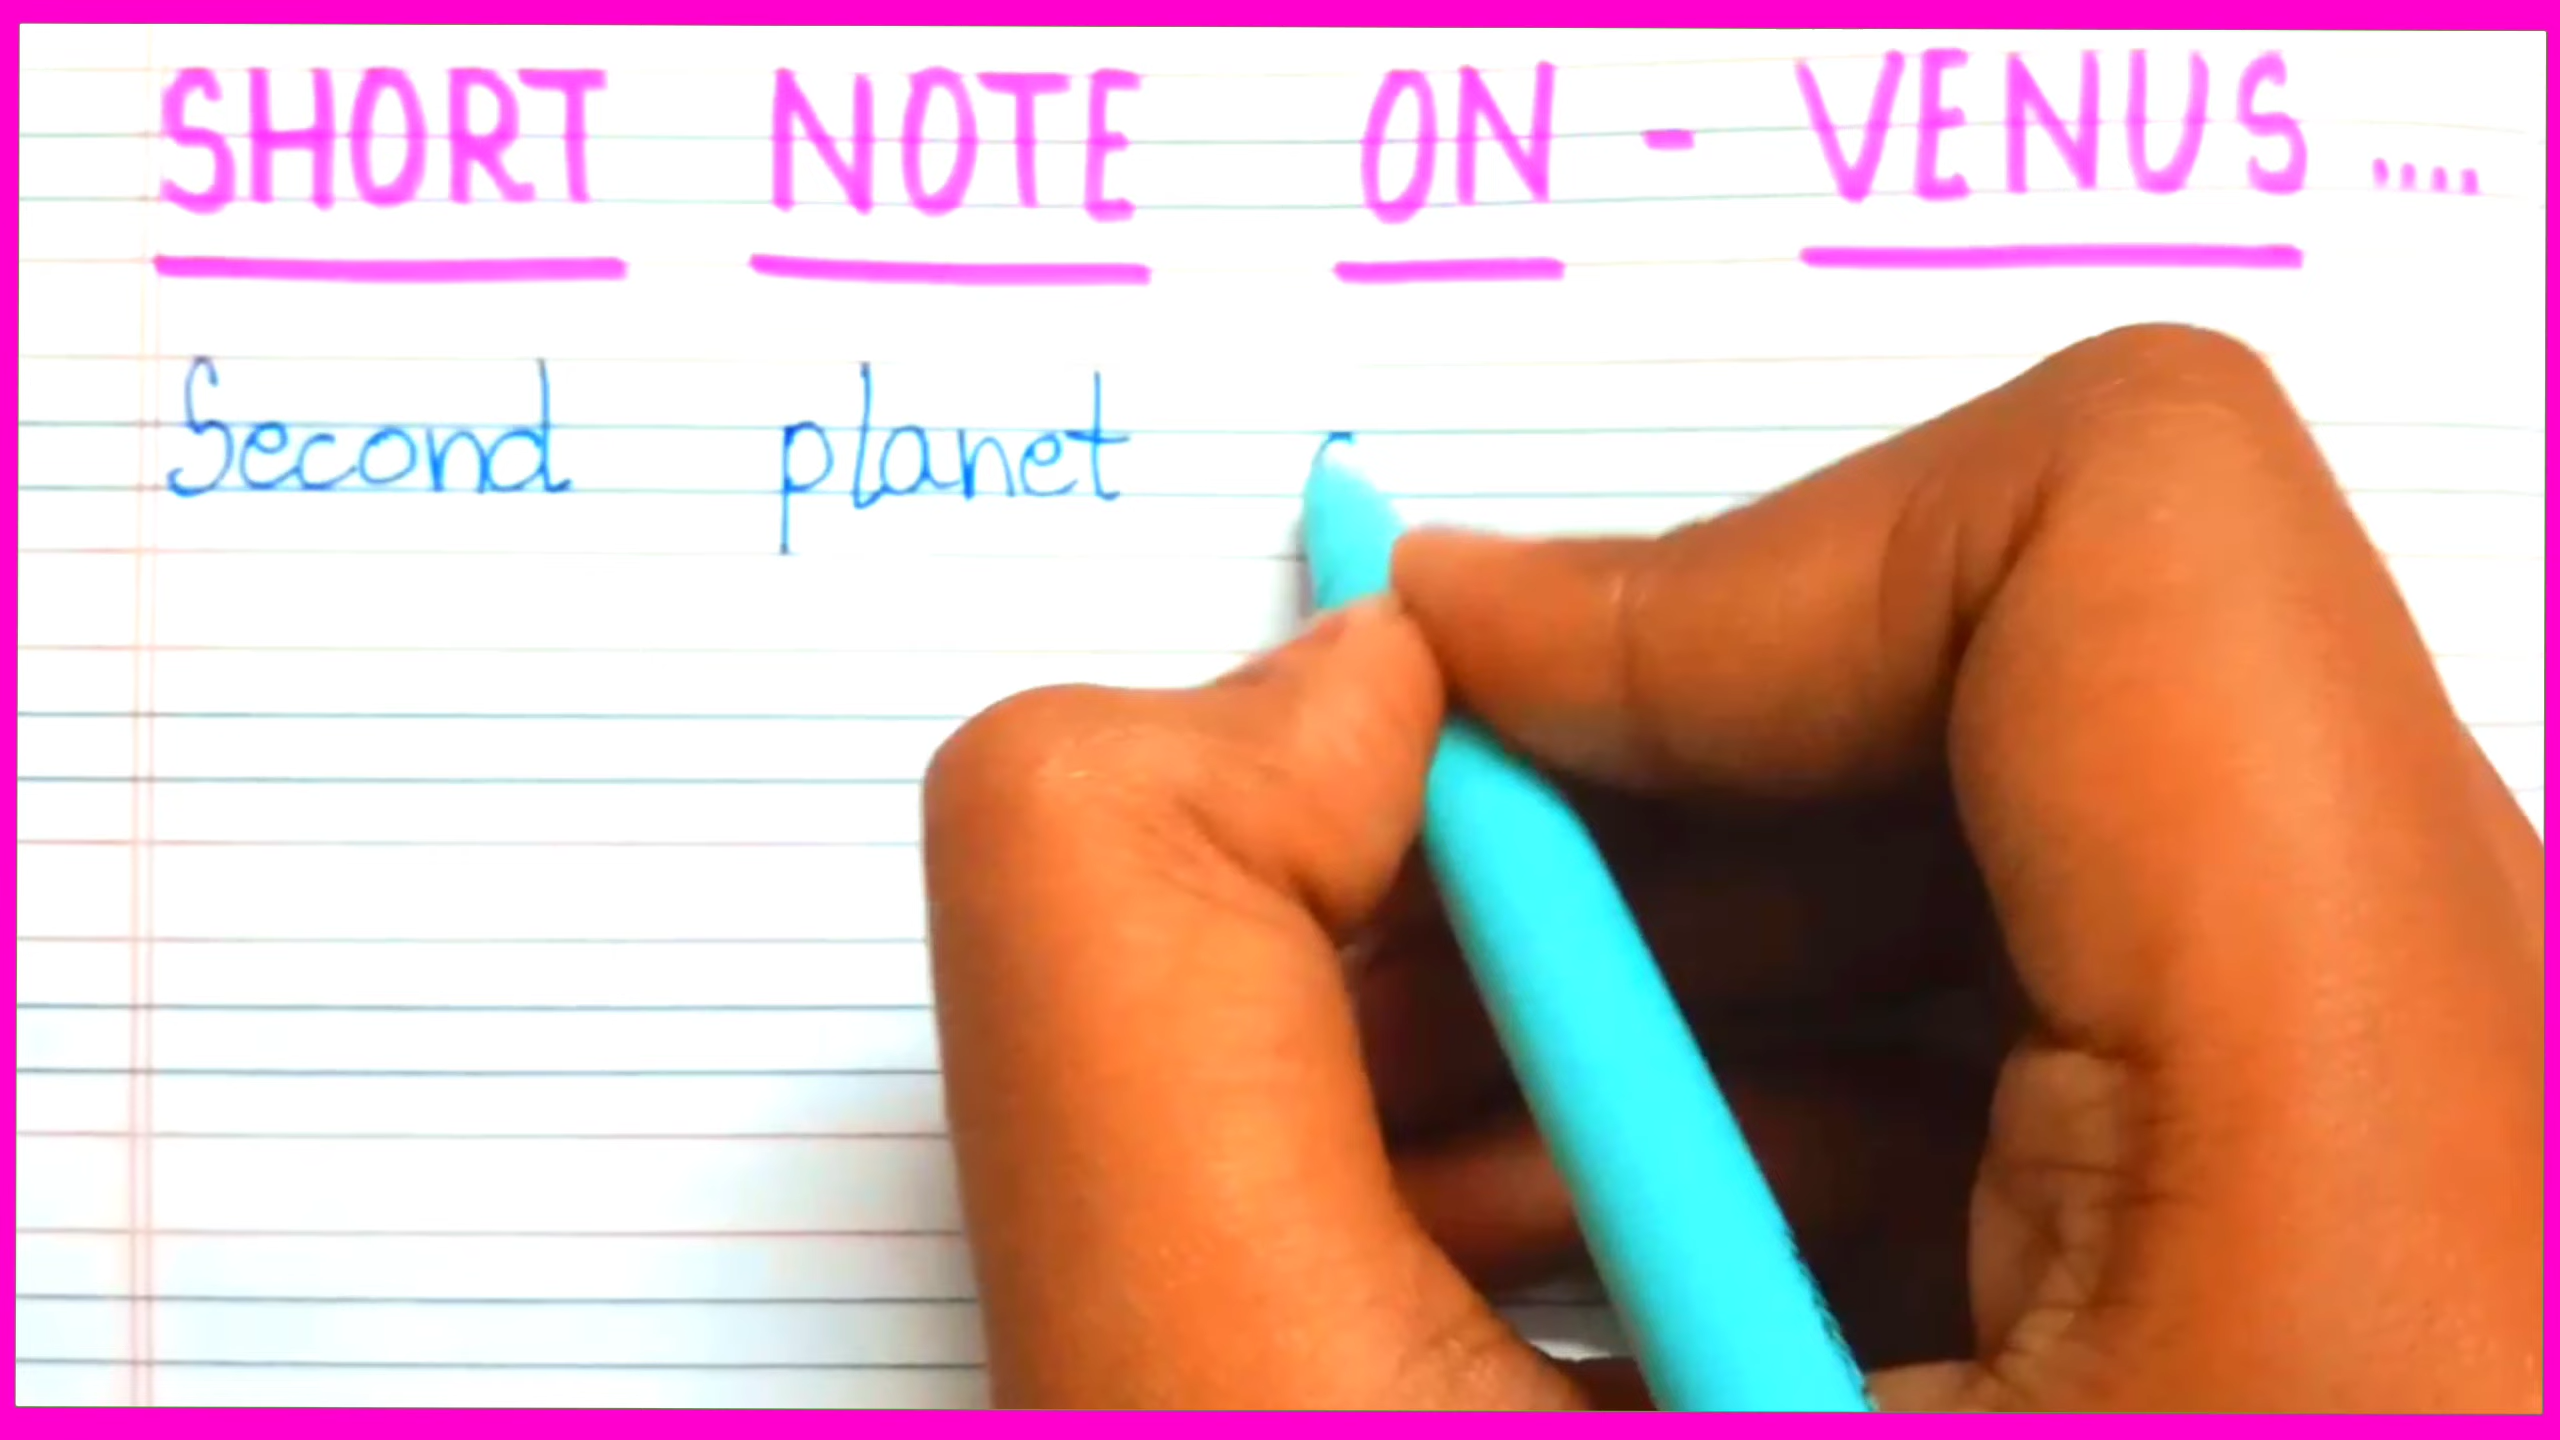 SHORT NOTE ON - VENUS ....
Second planet